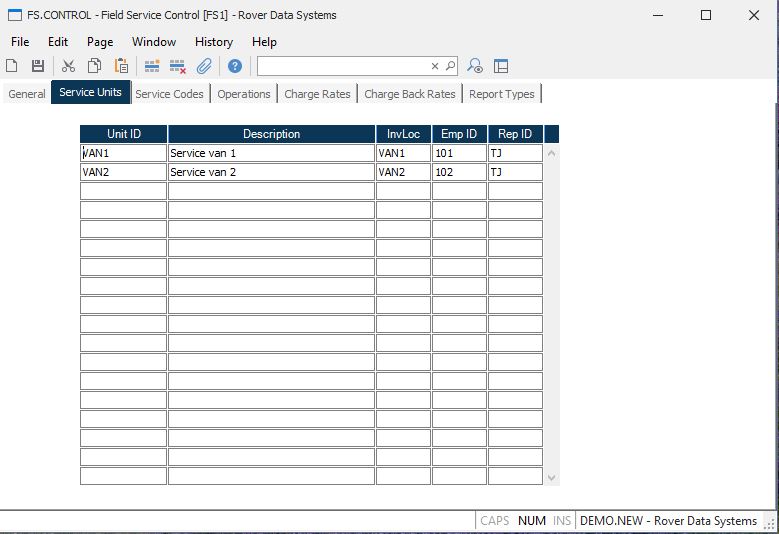 FS.CONTROL - Field Service Control [FS1] - Rover Data Systems
File Edit Page Window History Help
General Service Units Service Codes Operations Charge Rates Charge Back Rates Report Types
Unit ID Description InvLoc Emp ID Rep ID
VAN1 Service van 1 VAN1 101 TJ
VAN2 Service van 2 VAN2 102 TJ
CAPS NUM INS DEMO.NEW - Rover Data Systems